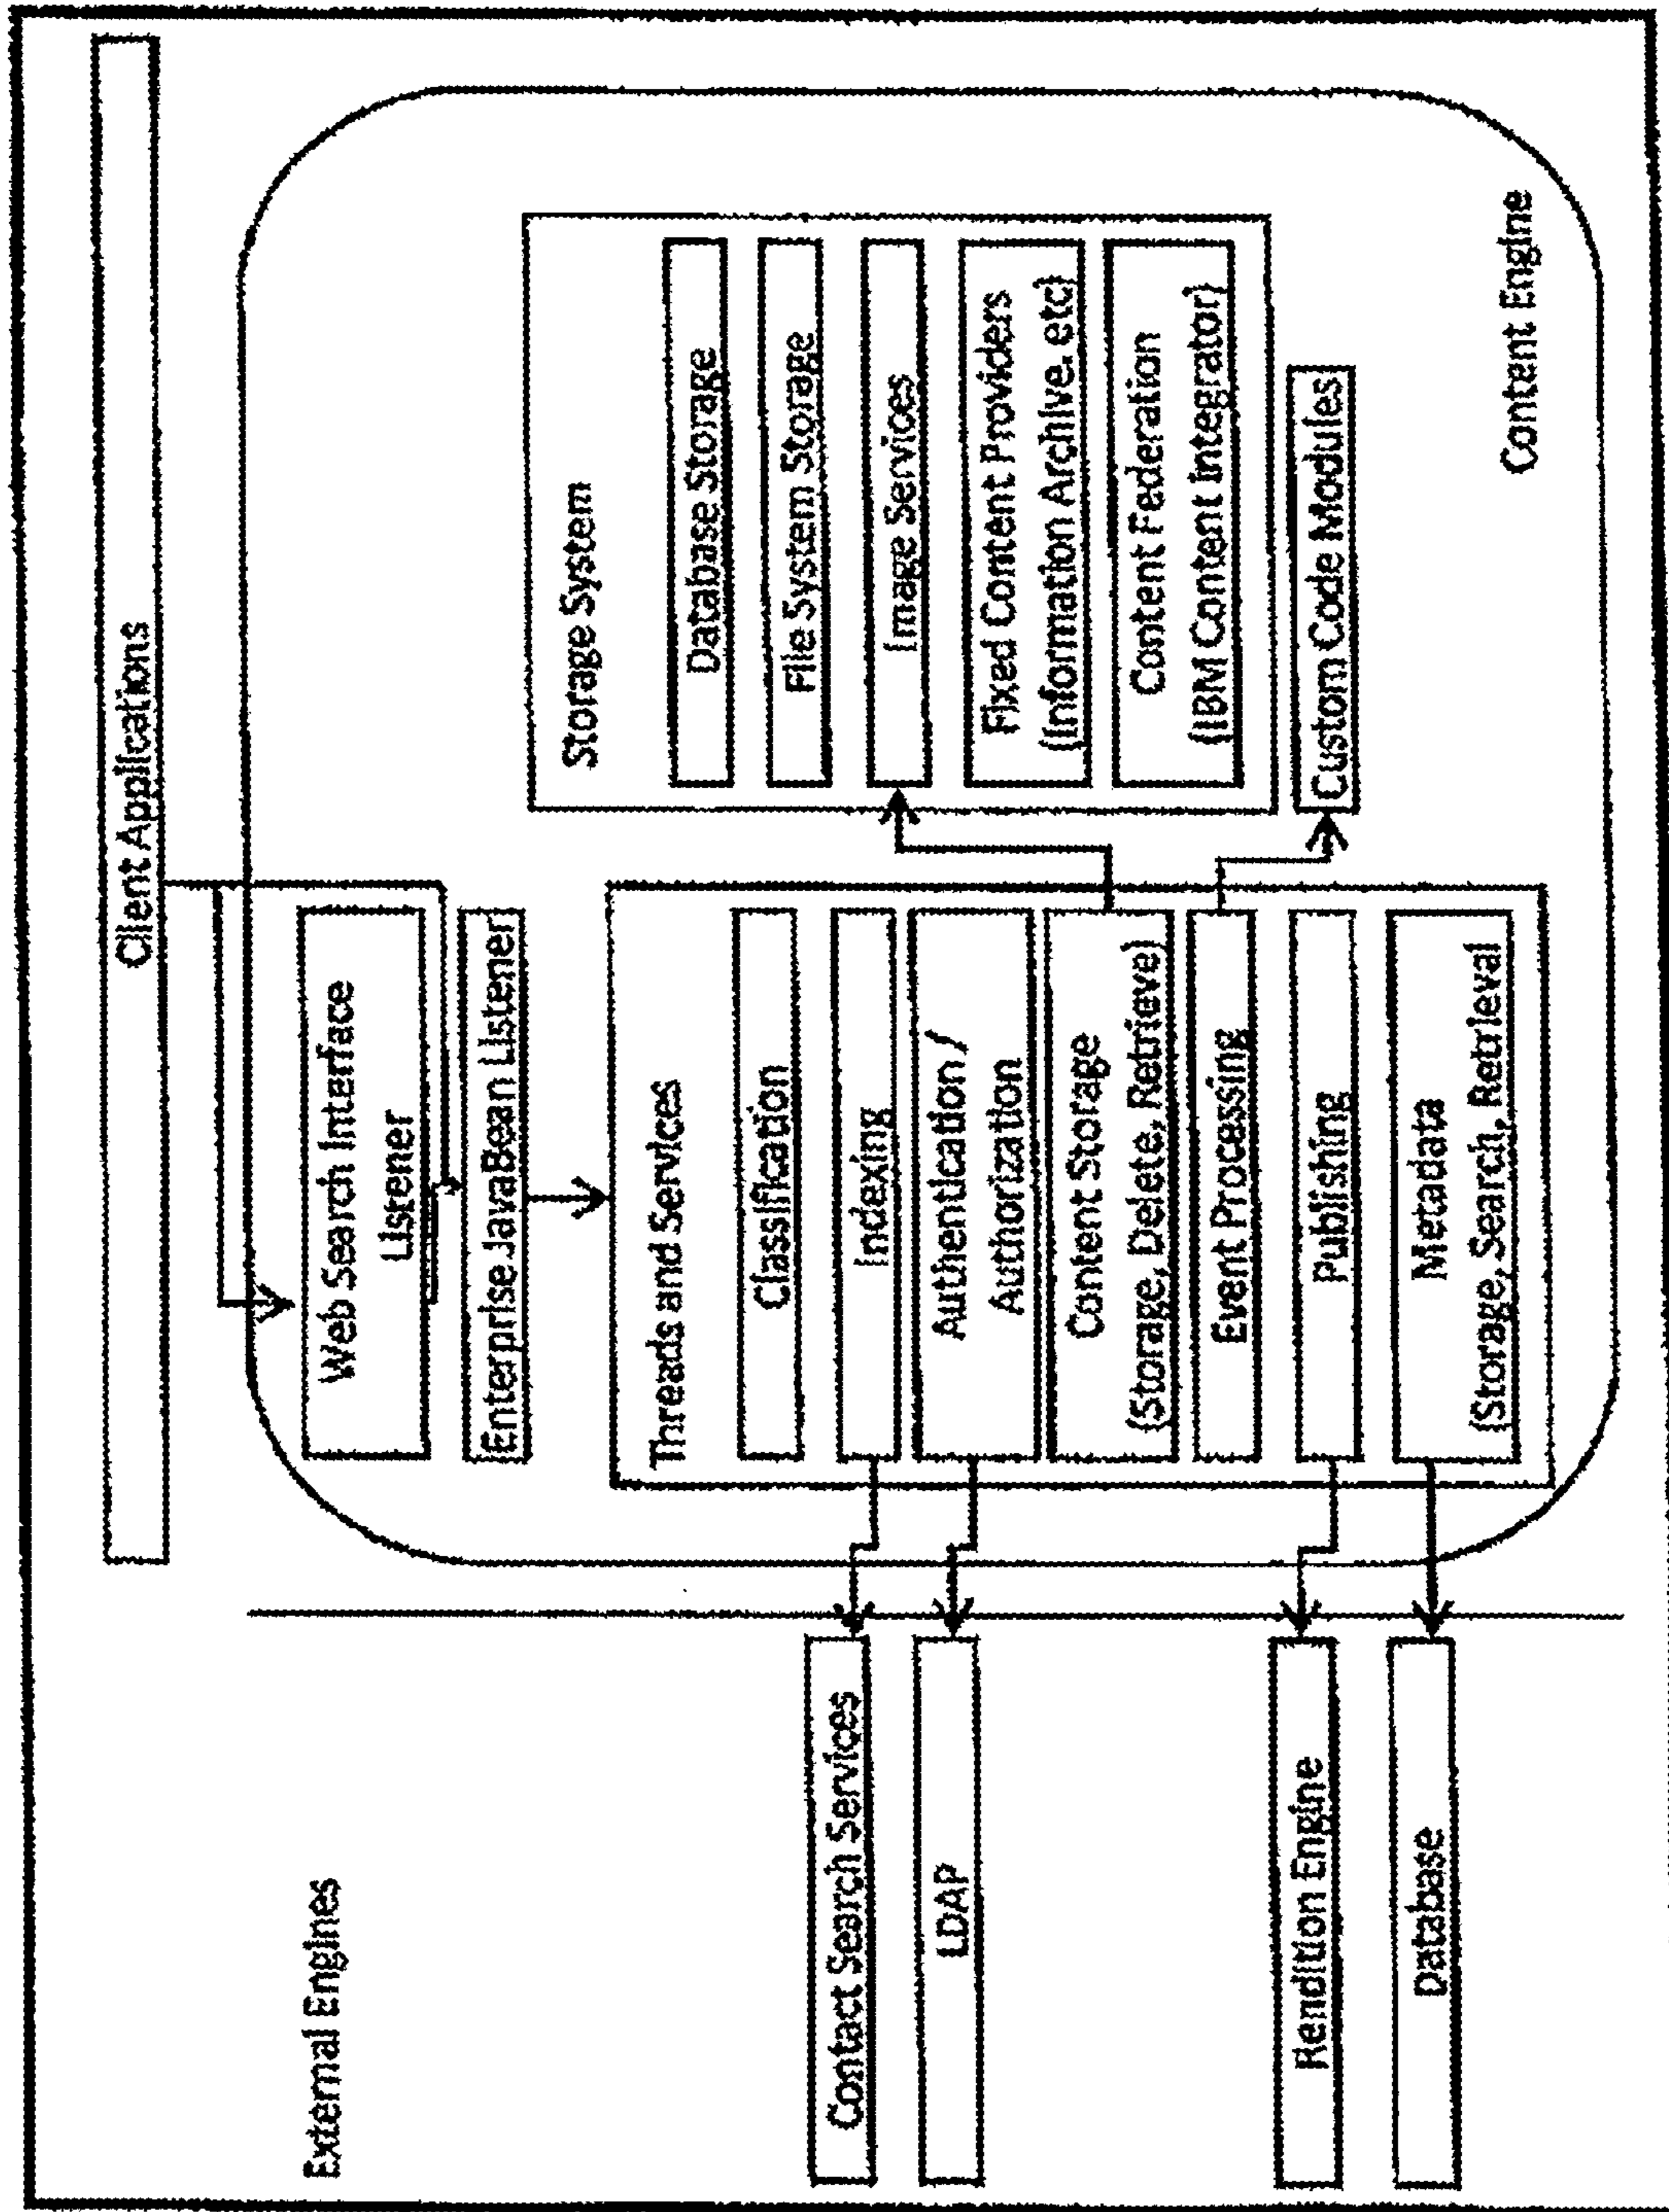 Client Applications
External Engines
Web Search Interface
Listener
Enterprise JavaBean Listener
Threads and Services
Classification
Indexing
Authentication /
Authorization
Content Storage
(Storage, Delete, Retrieve)
Event Processing
Publishing
Metadata
(Storage, Search, Retrieval
Storage System
Database Storage
File System Storage
Image Services
Fixed Content Providers
(Information Archive. etc)
Content Federation
(IBM Content Integrator)
Custom Code Modules
Content Engine
Contact Search Services
LDAP
Rendition Engine
Database